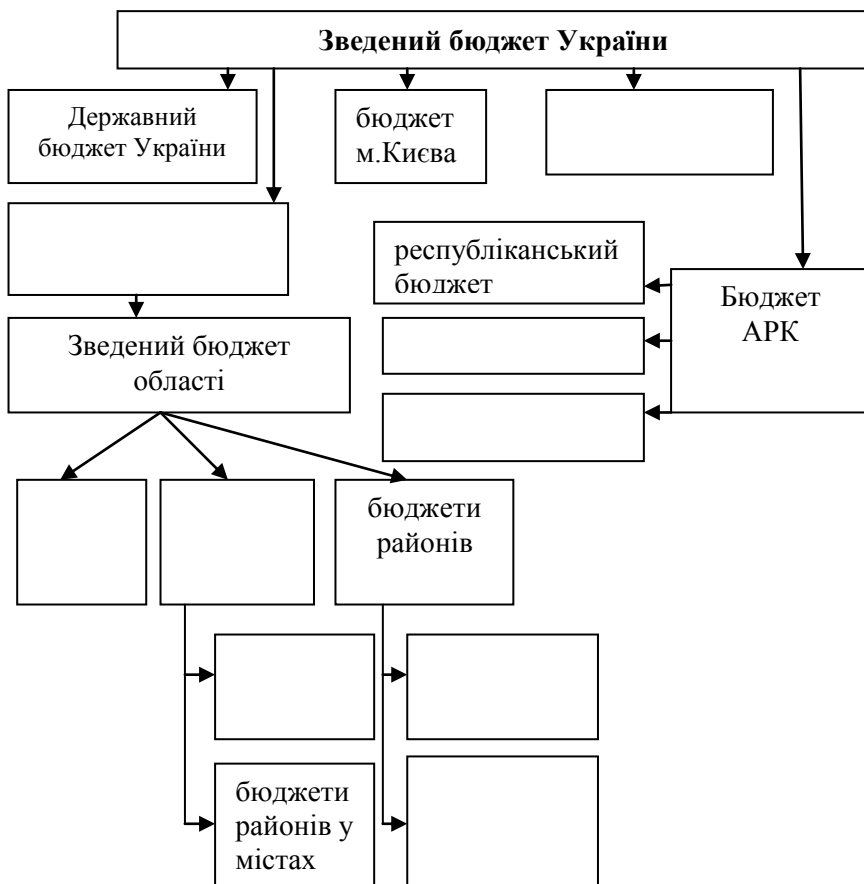 Зведений бюджет України
Державний
бюджет України
бюджет
м.Києва
республіканський
бюджет
Бюджет
АРК
Зведений бюджет
області
бюджети
районів
бюджети
районів у
містах